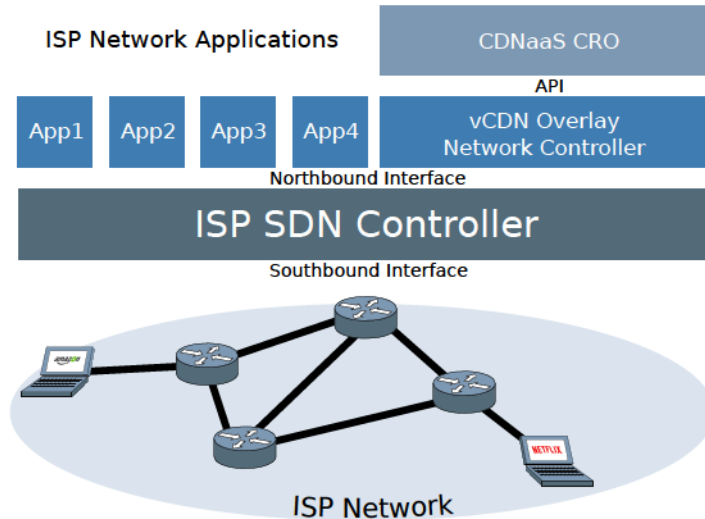 ISP Network Applications
CDNaaS CRO
API
App1
App2
App3
App4
vCDN Overlay
Network Controller
Northbound Interface
ISP SDN Controller
Southbound Interface
amazon
NETFLIX
ISP Network